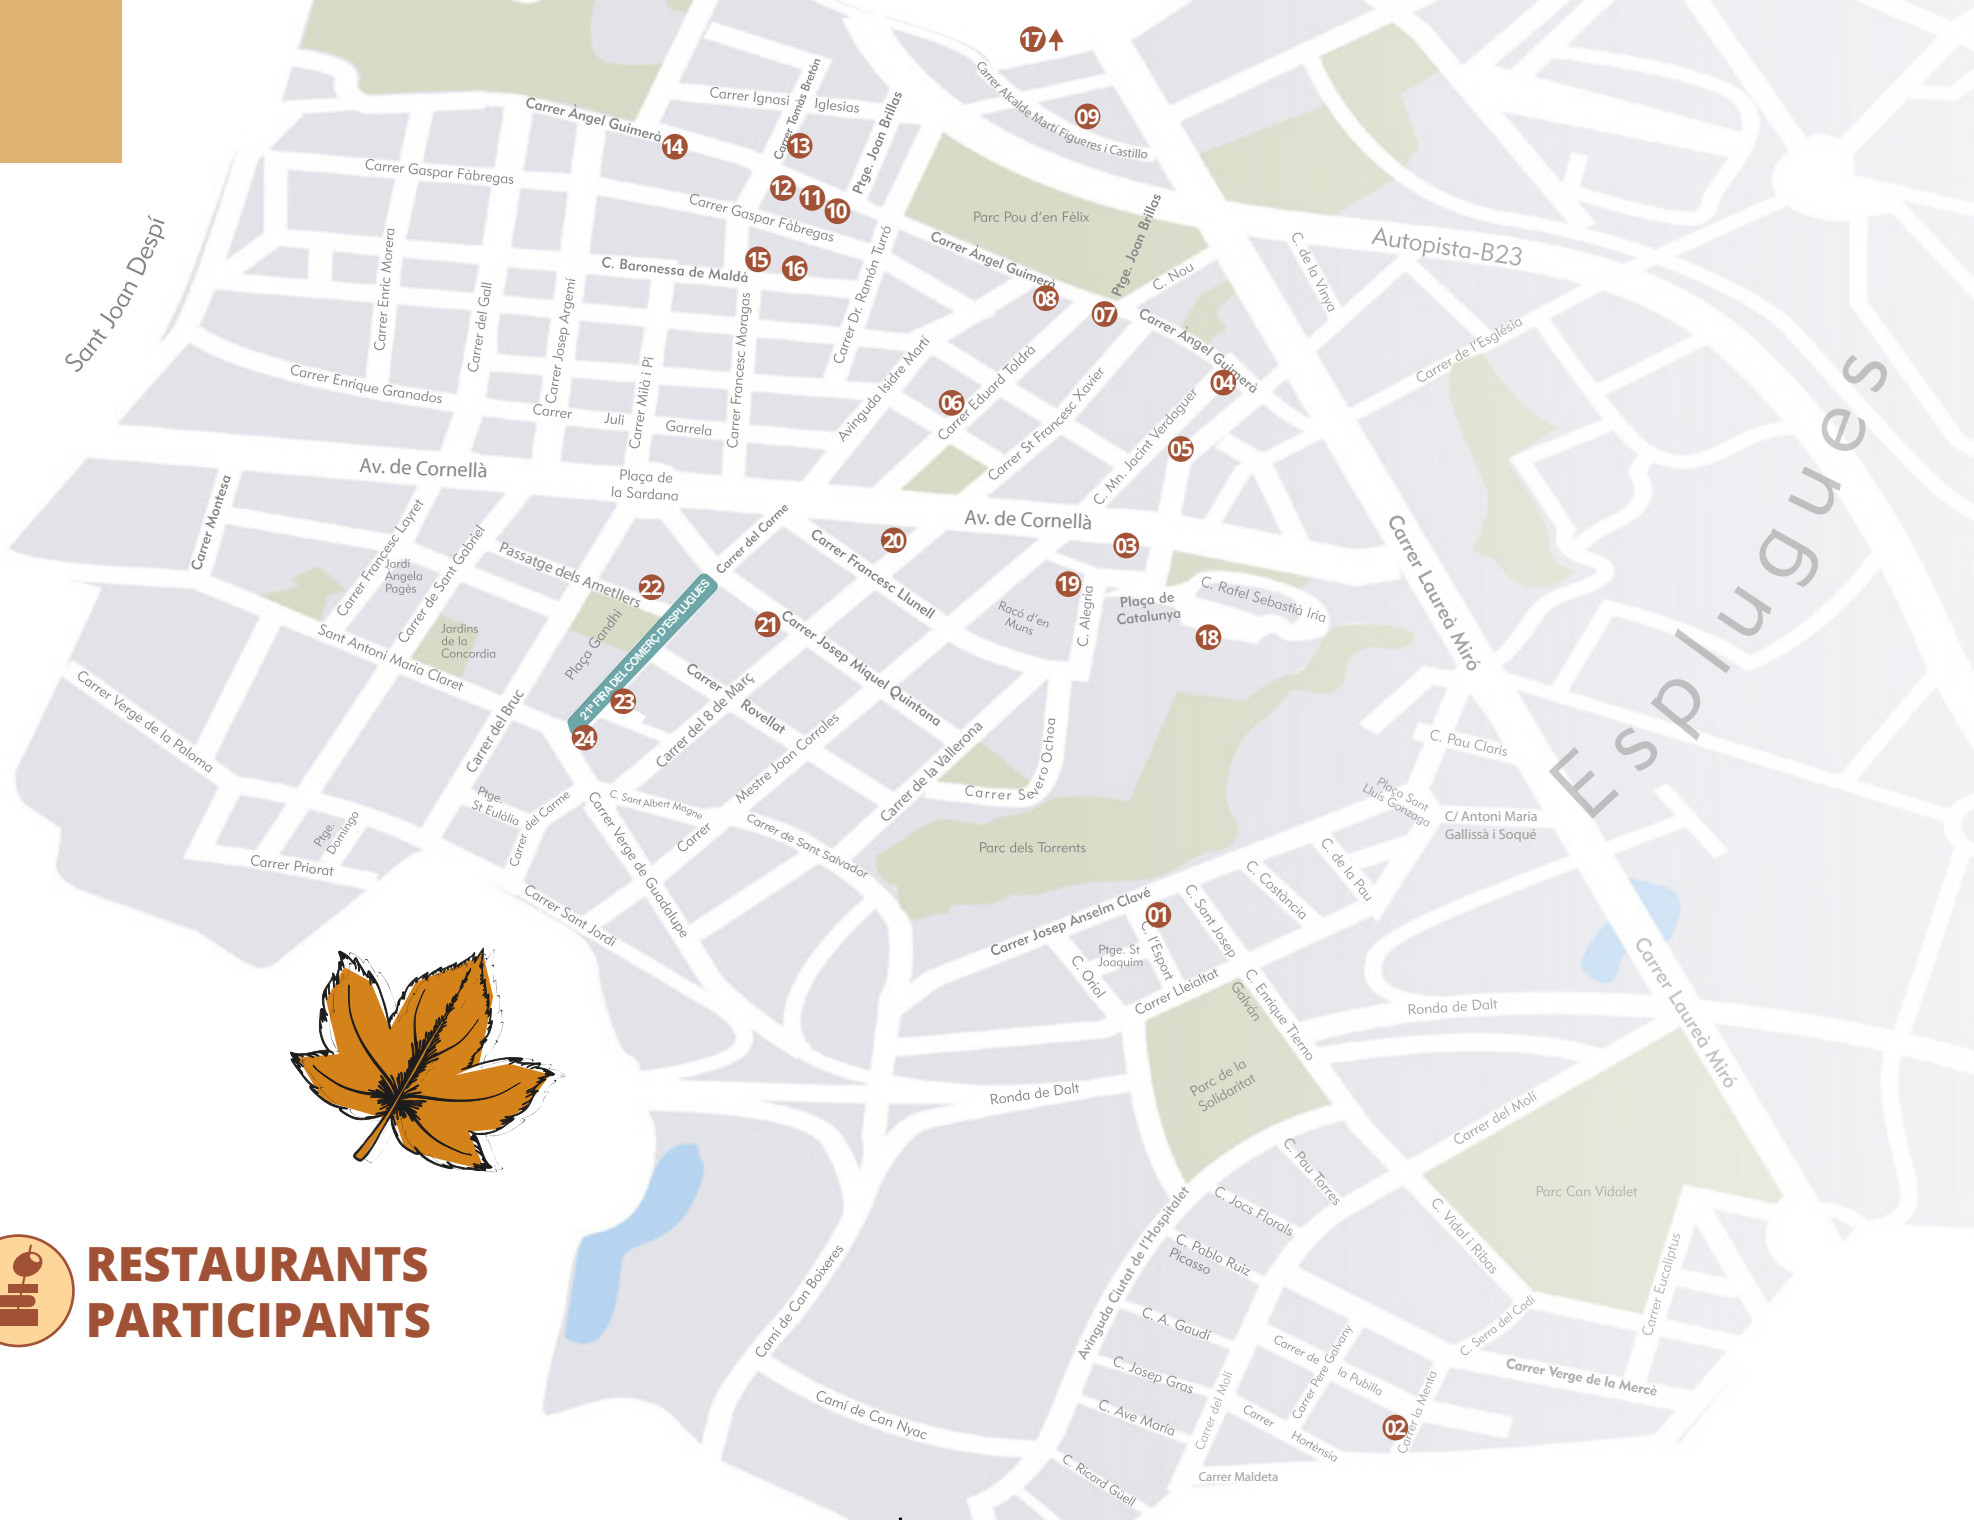 17
Carrer Alcalde Martí Figueres i Castillo
09
Carrer Ignasi Iglesias
Carrer Tomàs Bretón
Ptge. Joan Brillas
Carrer Àngel Guimerà
14
13
12
11
10
Carrer Gaspar Fàbregas
Carrer Gaspar Fàbregas
Parc Pou d'en Fèlix
Ptge. Joan Brillas
C. Nou
Autopista-B23
C. de la Vinya
Sant Joan Despí
Carrer Enric Morera
Carrer del Gall
Carrer Josep Argemí
C. Baronessa de Maldà
15
16
Carrer Dr. Ramón Turró
Carrer Àngel Guimerà
08
07
Carrer Àngel Guimerà
04
Carrer de l'Església
Carrer Francesc Moragas
Carrer Milà i Pi
Carrer Enrique Granados
Carrer Juli Garrela
Avinguda Isidre Martí
06
Carrer Eduard Toldrà
Carrer St Francesc Xavier
C. Mn. Jacint Verdaguer
05
Esplugues
Av. de Cornellà
Plaça de
la Sardana
Av. de Cornellà
03
Carrer Montesa
Carrer Francesc Layret
Jardí
Àngela
Pagès
Carrer de Sant Gabriel
Passatge dels Ametllers
22
Carrer del Carme
Carrer Francesc Llunell
20
19
Racó d'en
Muns
C. Alegria
Plaça de
Catalunya
C. Rafel Sebastià Iria
18
Carrer Laureà Miró
21ª FIRA DEL COMERÇ D'ESPLUGUES
21
Carrer Josep Miquel Quintana
Plaça Gandhi
Jardins
de la
Concordia
Sant Antoni Maria Claret
Carrer Verge de la Paloma
Carrer del Bruc
23
24
Carrer Rovellat
Carrer del 8 de Març
Carrer Mestre Joan Corrales
Carrer de la Vallerona
Carrer Severo Ochoa
C. Pau Claris
Plaça Sant
Lluis Gonzaga
C/ Antoni Maria
Gallissà i Soqué
Ptge.
St Eulàlia
Carrer del Carme
C. Sant Albert Magne
Carrer Verge de Guadalupe
Carrer de Sant Salvador
Ptge.
Domingo
Carrer Priorat
Carrer Sant Jordi
Parc dels Torrents
C. de la Pau
C. Costància
Carrer Josep Anselm Clavé
01
C. l'Esport
C. Sant Josep
Ptge. St
Joaquim
C. Oriol
Carrer Lleialtat
C. Enrique Tierno
Galván
Carrer Laureà Miró
Ronda de Dalt
Ronda de Dalt
Parc de la
Solidaritat
Carrer del Molí
Parc Can Vidalet
C. Pau Torres
C. Jocs Florals
C. Pablo Ruiz
Picasso
C. Vidal i Ribas
Avinguda Ciutat de l'Hospitalet
Camí de Can Boixeres
RESTAURANTS
PARTICIPANTS
Carrer Eucaliptus
C. Serra del Cadí
C. A. Gaudí
Carrer Pere Galvany
Carrer de la Pubilla
Carrer Verge de la Mercè
C. Josep Gras
Carrer del Molí
Carrer la Menta
02
C. Ave María
Carrer Hortènsia
Camí de Can Nyac
C. Ricard Güell
Carrer Maldeta